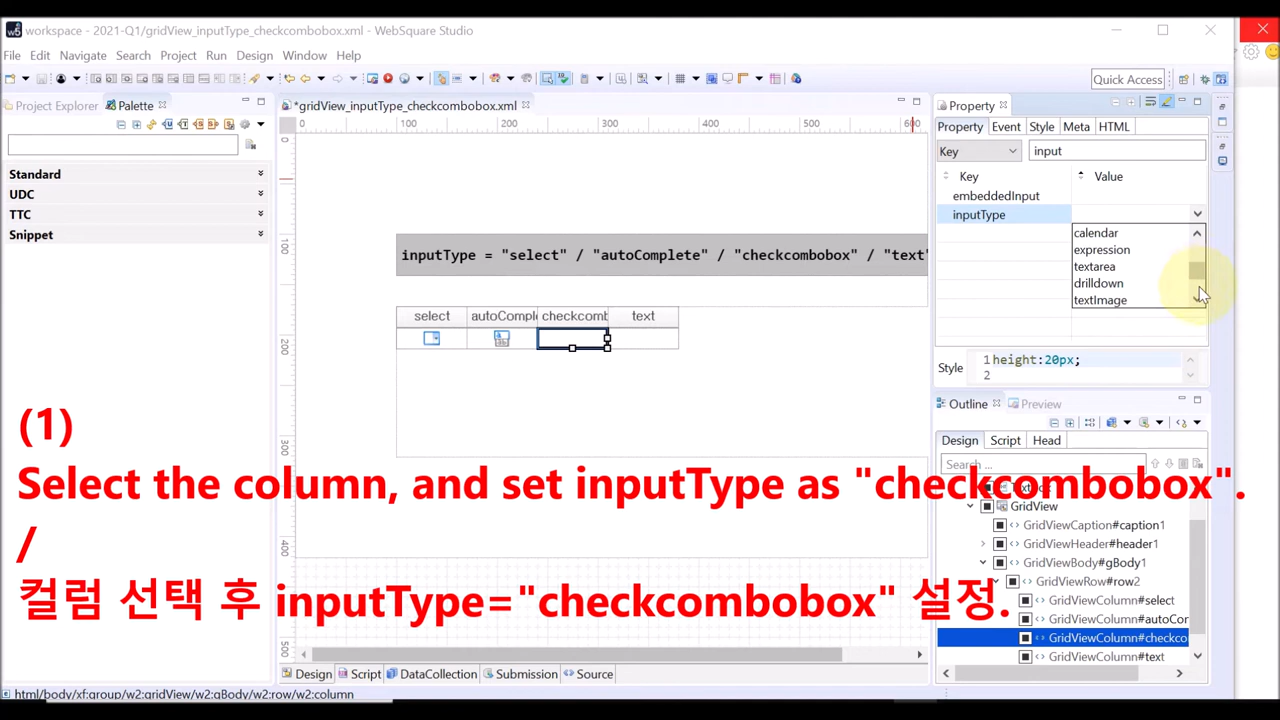 workspace - 2021-Q1/gridView_inputType_checkcombobox.xml - WebSquare Studio
File Edit Navigate Search Project Run Design Window Help
Quick Access
Project Explorer Palette
*gridView_inputType_checkcombobox.xml
Property
Property Event Style Meta HTML
Key input
Key Value
embeddedInput
inputType
calendar
expression
textarea
drilldown
textImage
Style
1 height:20px;
2
Standard
UDC
TTC
Snippet
0 100 200 300 400 500 600
0
100
200
300
400
500
inputType = "select" / "autoComplete" / "checkcombobox" / "text"
select autoComple checkcomb text
Outline Preview
Design Script Head
Search ...
GridView
GridViewCaption#caption1
GridViewHeader#header1
GridViewBody#gBody1
GridViewRow#row2
GridViewColumn#select
GridViewColumn#autoCor
GridViewColumn#checkco
GridViewColumn#text
(1)
Select the column, and set inputType as "checkcombobox".
/
컬럼 선택 후 inputType="checkcombobox" 설정.
Design Script DataCollection Submission Source
html/body/xf:group/w2:gridView/w2:gBody/w2:row/w2:column